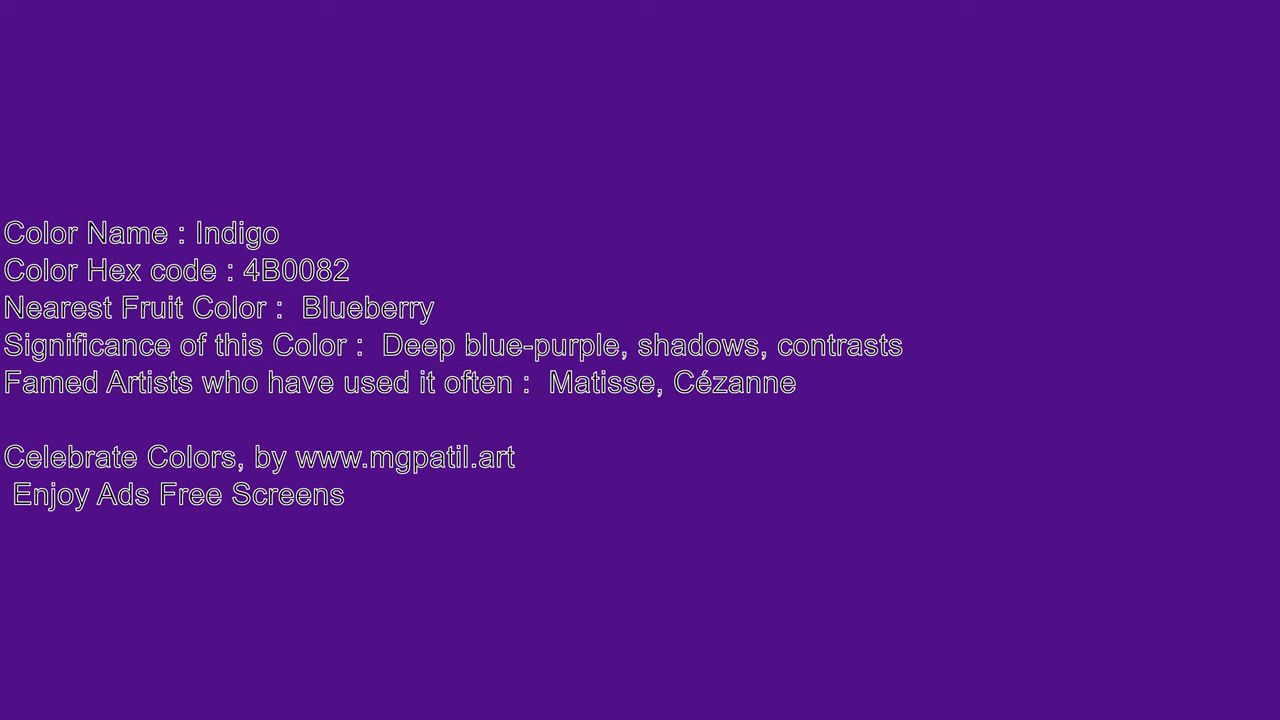 Color Name : Indigo
Color Hex code : 4B0082
Nearest Fruit Color :  Blueberry
Significance of this Color :  Deep blue-purple, shadows, contrasts
Famed Artists who have used it often :  Matisse, Cézanne
Celebrate Colors, by www.mgpatil.art
Enjoy Ads Free Screens